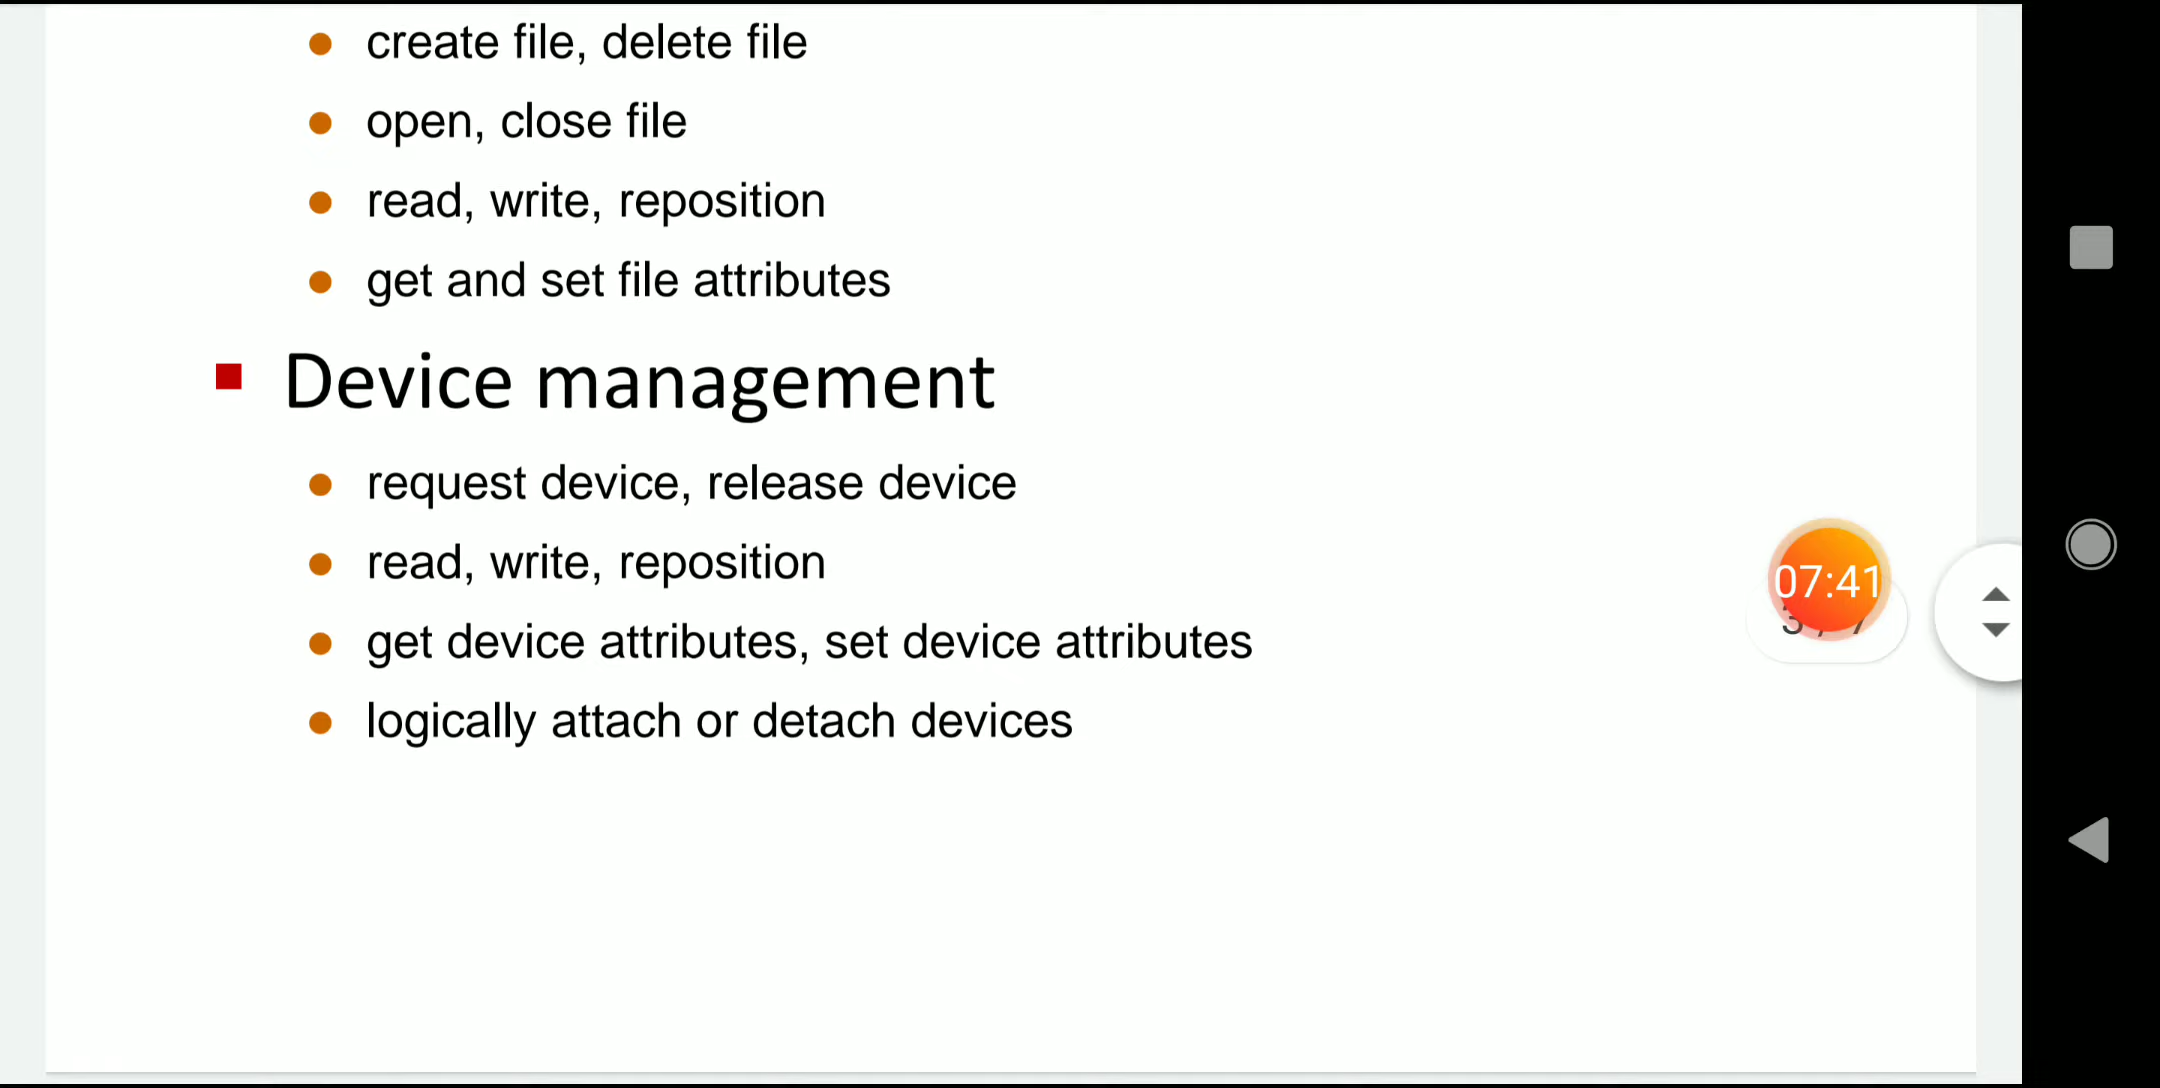 create file, delete file
open, close file
read, write, reposition
get and set file attributes
Device management
request device, release device
read, write, reposition
get device attributes, set device attributes
logically attach or detach devices
07:41